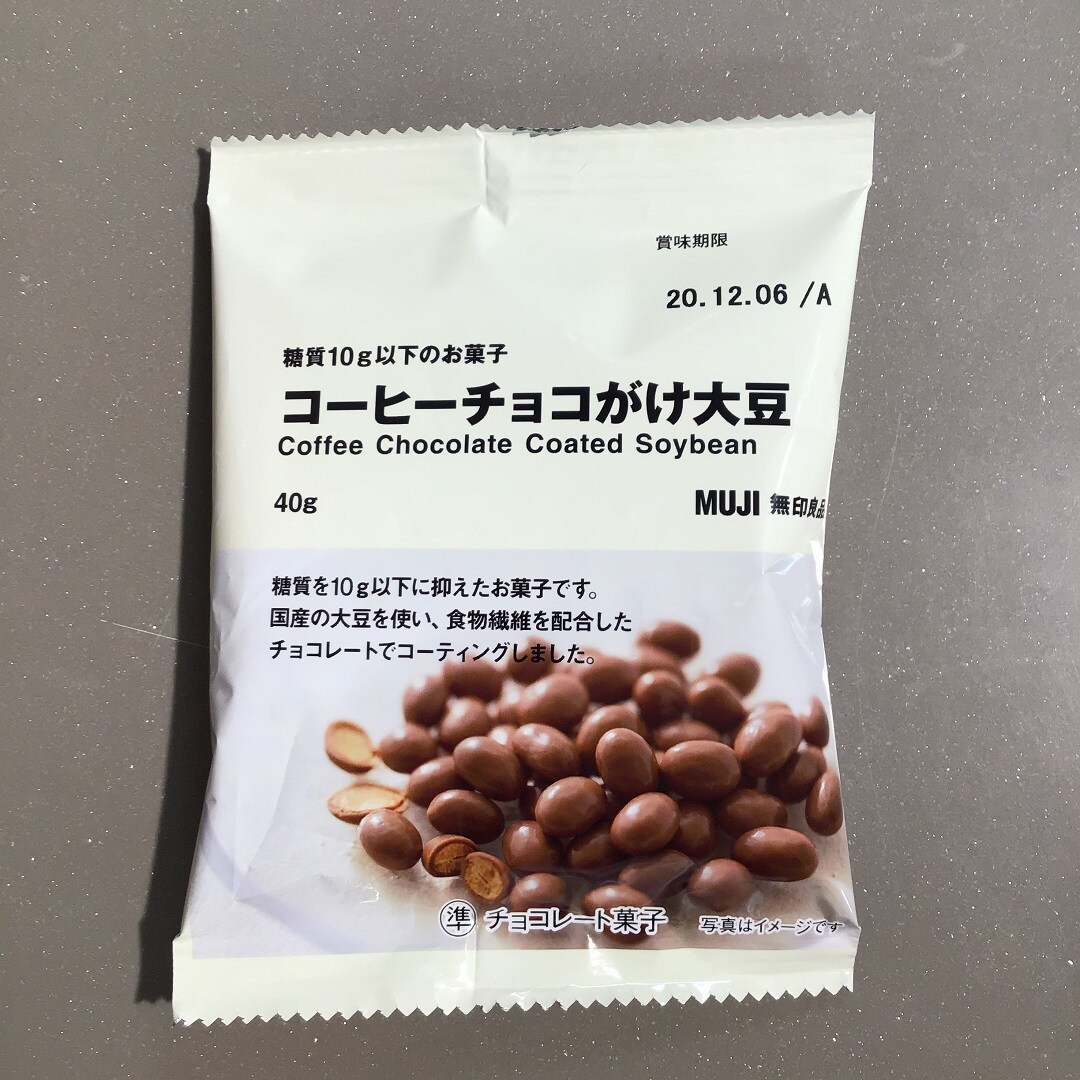 賞味期限
20.12.06 /A
糖質10g以下のお菓子
コーヒーチョコがけ大豆
Coffee Chocolate Coated Soybean
40g
MUJI 無印良品
糖質を10g以下に抑えたお菓子です。
国産の大豆を使い、食物繊維を配合した
チョコレートでコーティングしました。
準 チョコレート菓子
写真はイメージです